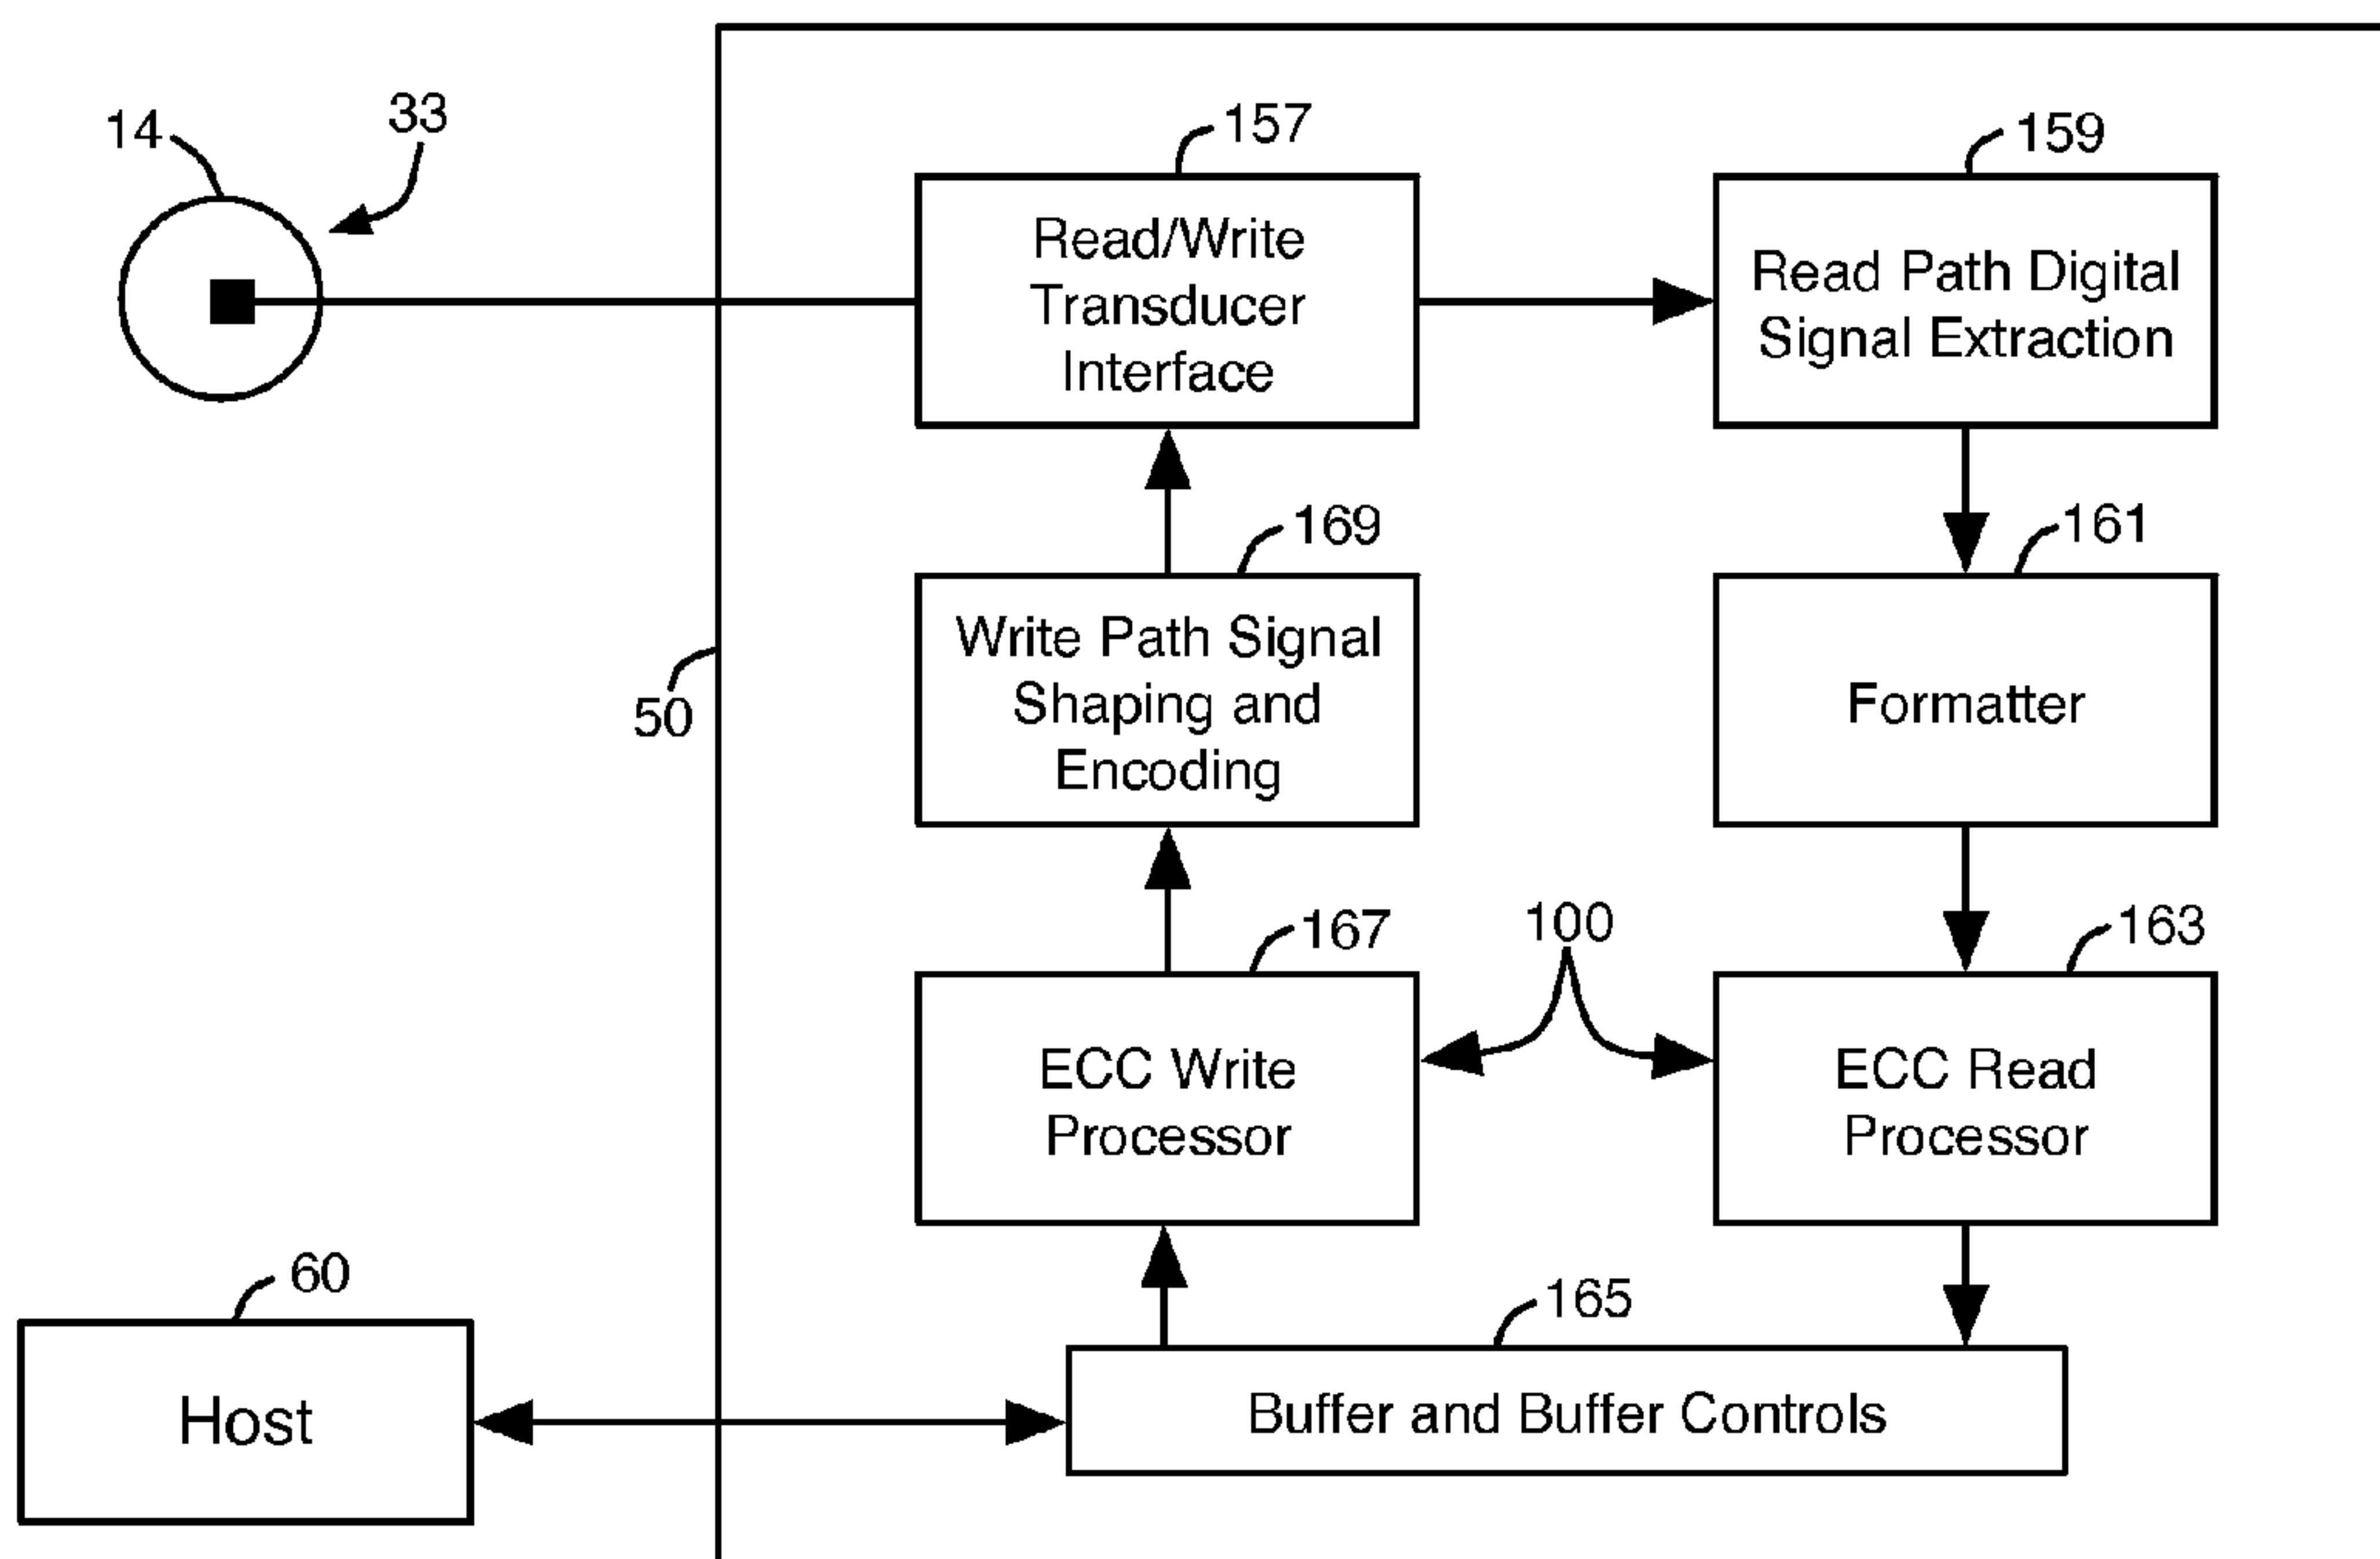 14
33
157
159
Read/Write
Transducer
Interface
Read Path Digital
Signal Extraction
169
161
Write Path Signal
Shaping and
Encoding
Formatter
50
167
100
163
ECC Write
Processor
ECC Read
Processor
60
165
Host
Buffer and Buffer Controls